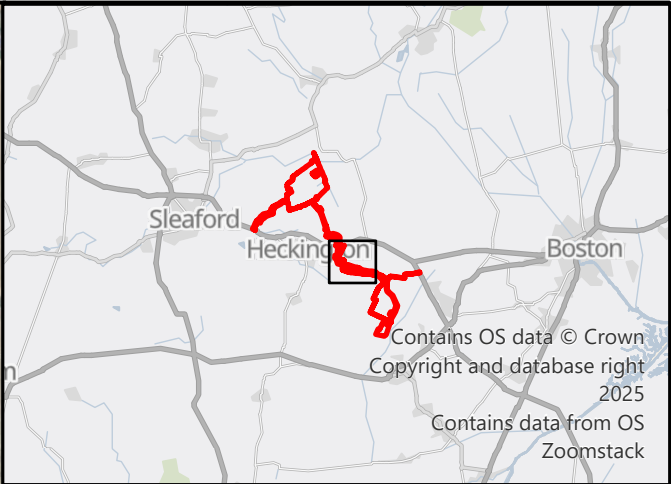 Sleaford
Heckington
Boston
m
Contains OS data © Crown
Copyright and database right
2025
Contains data from OS
Zoomstack